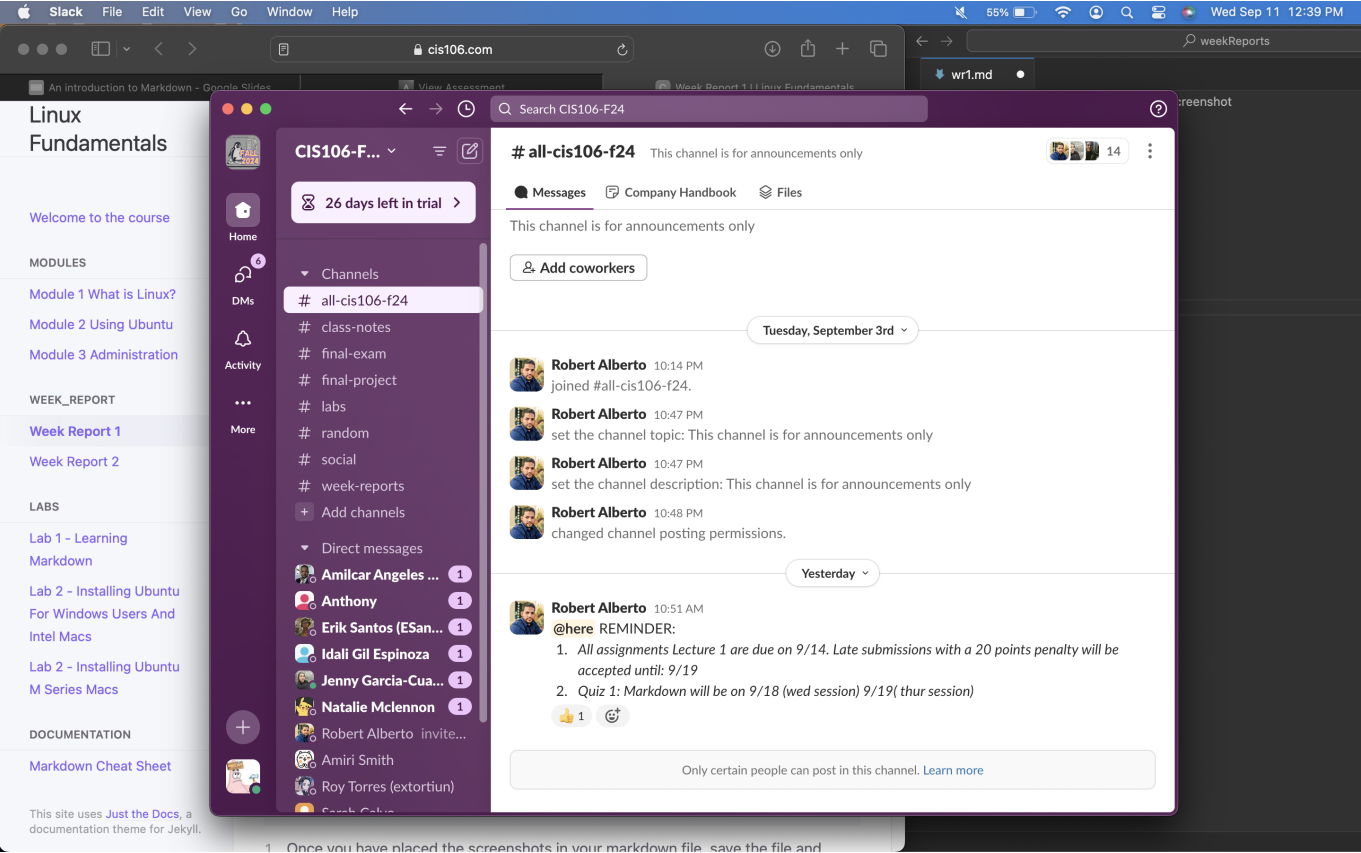 Slack File Edit View Go Window Help 55% Wed Sep 11 12:39 PM
cis106.com
weekReports
An introduction to Markdown - Google Slides
View Assessment
Week Report 1 | Linux Fundamentals
wr1.md
creenshot
Linux
Fundamentals
Welcome to the course
MODULES
Module 1 What is Linux?
Module 2 Using Ubuntu
Module 3 Administration
WEEK_REPORT
Week Report 1
Week Report 2
LABS
Lab 1 - Learning
Markdown
Lab 2 - Installing Ubuntu
For Windows Users And
Intel Macs
Lab 2 - Installing Ubuntu
M Series Macs
DOCUMENTATION
Markdown Cheat Sheet
This site uses Just the Docs, a
documentation theme for Jekyll.
Search CIS106-F24
FALL
2024
Home
6
DMs
Activity
More
CIS106-F...
26 days left in trial
Channels
# all-cis106-f24
# class-notes
# final-exam
# final-project
# labs
# random
# social
# week-reports
+ Add channels
Direct messages
Amilcar Angeles ... 1
Anthony 1
Erik Santos (ESan... 1
Idali Gil Espinoza 1
Jenny Garcia-Cua... 1
Natalie Mclennon 1
Robert Alberto invite...
Amiri Smith
Roy Torres (extortiun)
Sarah Calvo
# all-cis106-f24 This channel is for announcements only 14
Messages Company Handbook Files
This channel is for announcements only
Add coworkers
Tuesday, September 3rd
Robert Alberto 10:14 PM
joined #all-cis106-f24.
Robert Alberto 10:47 PM
set the channel topic: This channel is for announcements only
Robert Alberto 10:47 PM
set the channel description: This channel is for announcements only
Robert Alberto 10:48 PM
changed channel posting permissions.
Yesterday
Robert Alberto 10:51 AM
@here REMINDER:
1. All assignments Lecture 1 are due on 9/14. Late submissions with a 20 points penalty will be
accepted until: 9/19
2. Quiz 1: Markdown will be on 9/18 (wed session) 9/19( thur session)
1
Only certain people can post in this channel. Learn more
1. Once you have placed the screenshots in your markdown file, save the file and